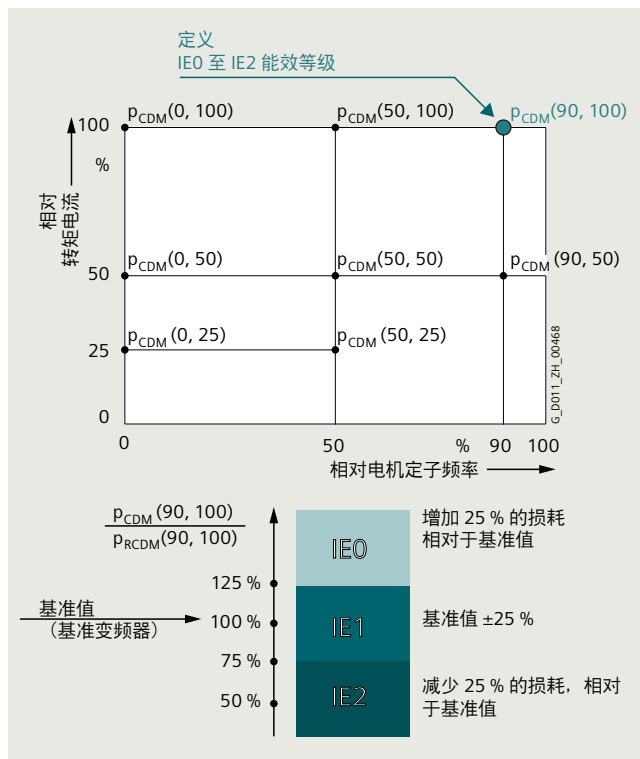 定义
IE0 至 IE2 能效等级
pCDM(0, 100)
pCDM(50, 100)
pCDM(90, 100)
100
%
相对
转矩电流
pCDM(0, 50)
pCDM(50, 50)
pCDM (90, 50)
50
pCDM (0, 25)
pCDM (50, 25)
25
0
G_D011_ZH_00468
0
50
%
90
100
相对电机定子频率
pCDM (90, 100)
pRCDM(90, 100)
IE0
增加 25 % 的损耗
相对于基准值
125 %
基准值
(基准变频器)
100 %
IE1
基准值 ±25 %
75 %
50 %
IE2
减少 25 % 的损耗,相对
于基准值